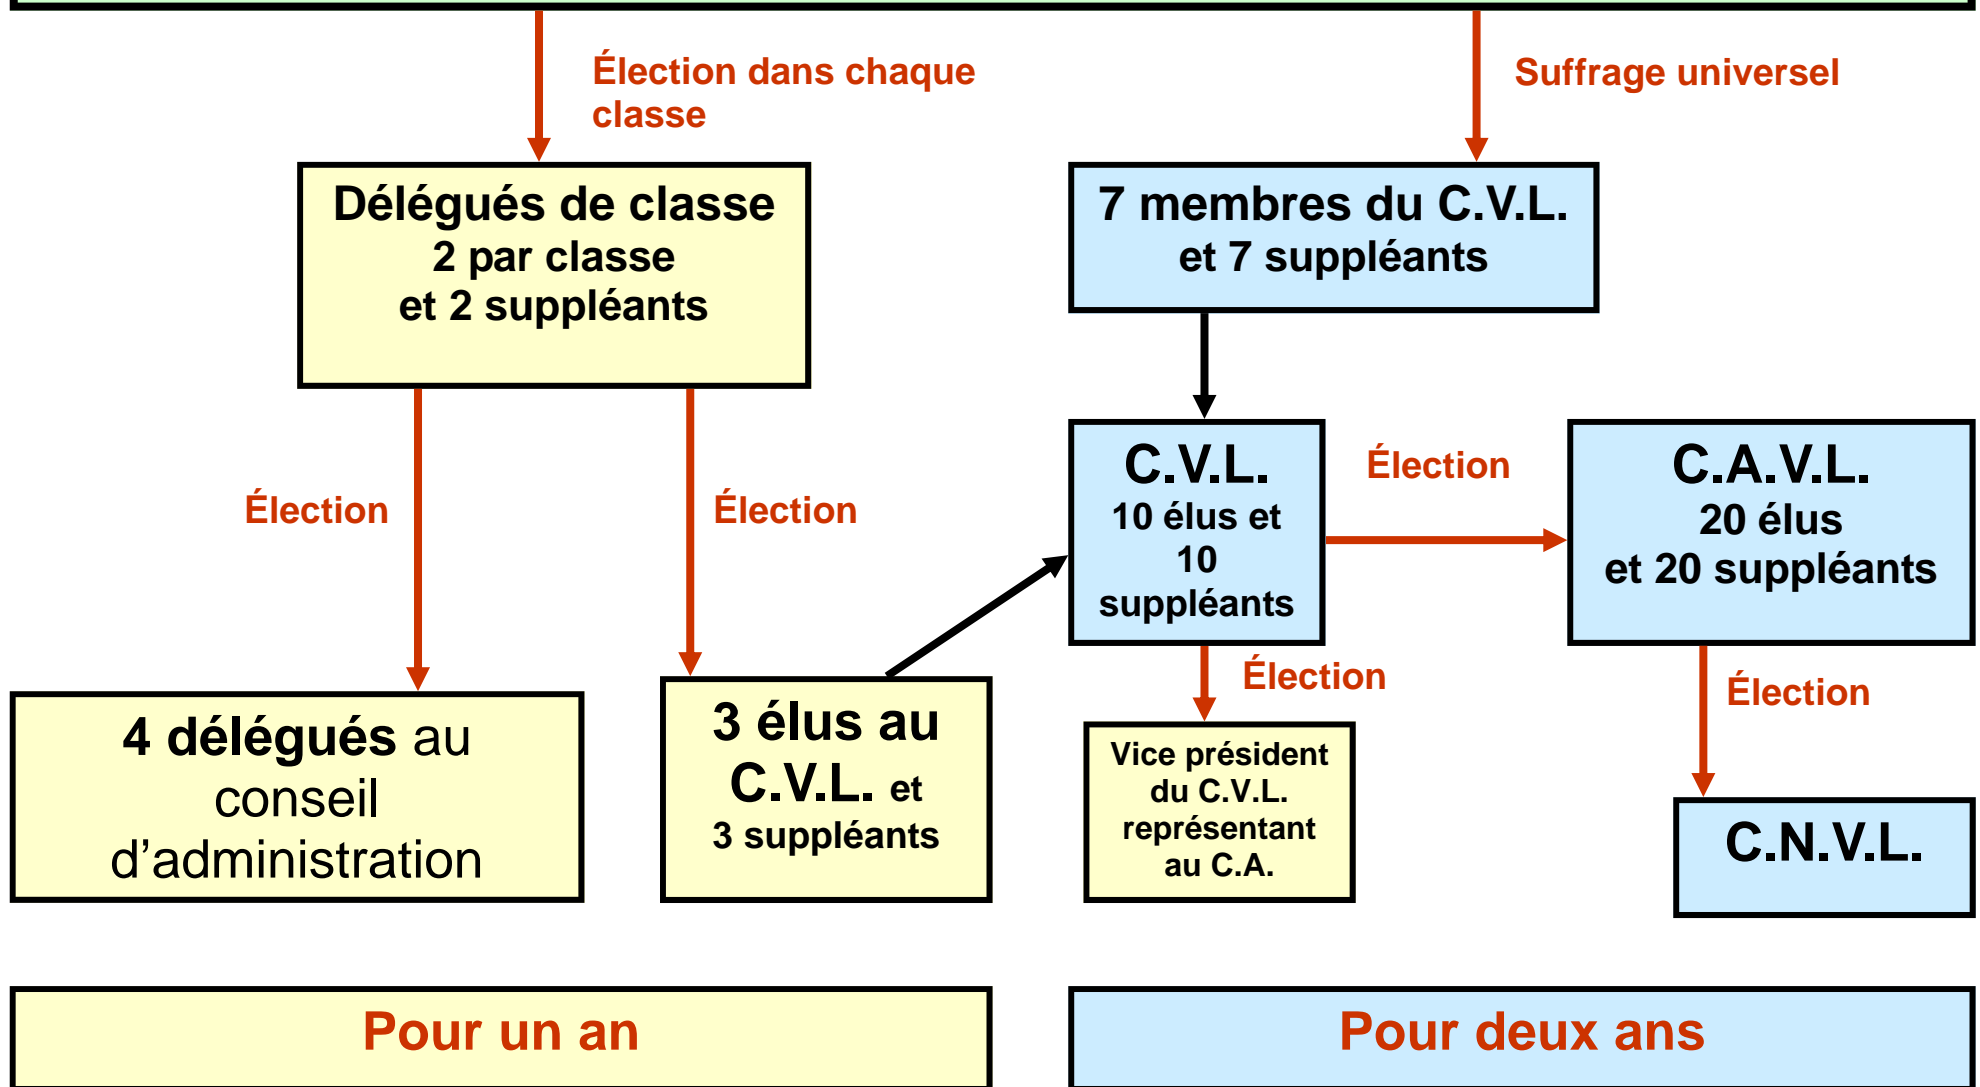 Élection dans chaque
classe
Suffrage universel
Délégués de classe
2 par classe
et 2 suppléants
7 membres du C.V.L.
et 7 suppléants
Élection
Élection
C.V.L.
10 élus et
10
suppléants
Élection
C.A.V.L.
20 élus
et 20 suppléants
4 délégués au
conseil
d’administration
3 élus au
C.V.L. et
3 suppléants
Élection
Vice président
du C.V.L.
représentant
au C.A.
Élection
C.N.V.L.
Pour un an
Pour deux ans